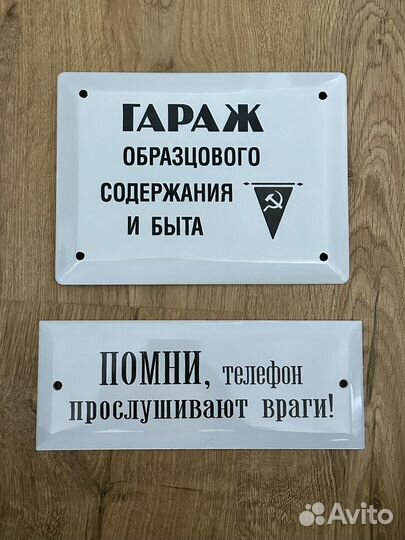 ГАРАЖ
ОБРАЗЦОВОГО
СОДЕРЖАНИЯ
И БЫТА
ПОМНИ, телефон
прослушивают враги!
Avito